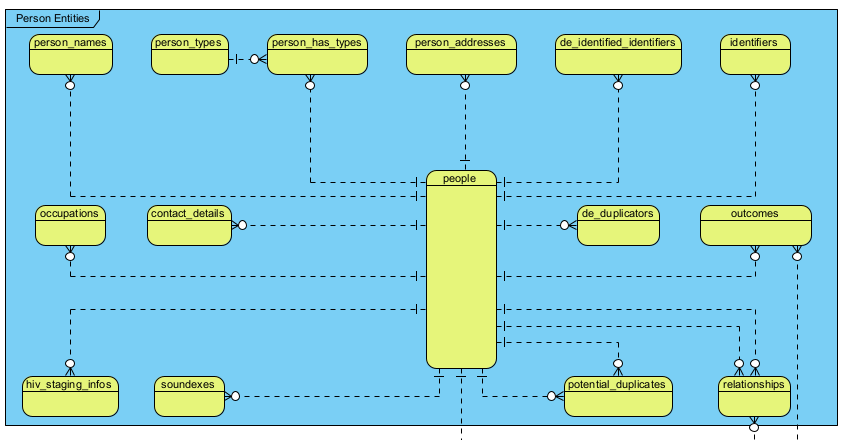 Person Entities
person_names
person_types
person_has_types
person_addresses
de_identified_identifiers
identifiers
people
occupations
contact_details
de_duplicators
outcomes
hiv_staging_infos
soundexes
potential_duplicates
relationships